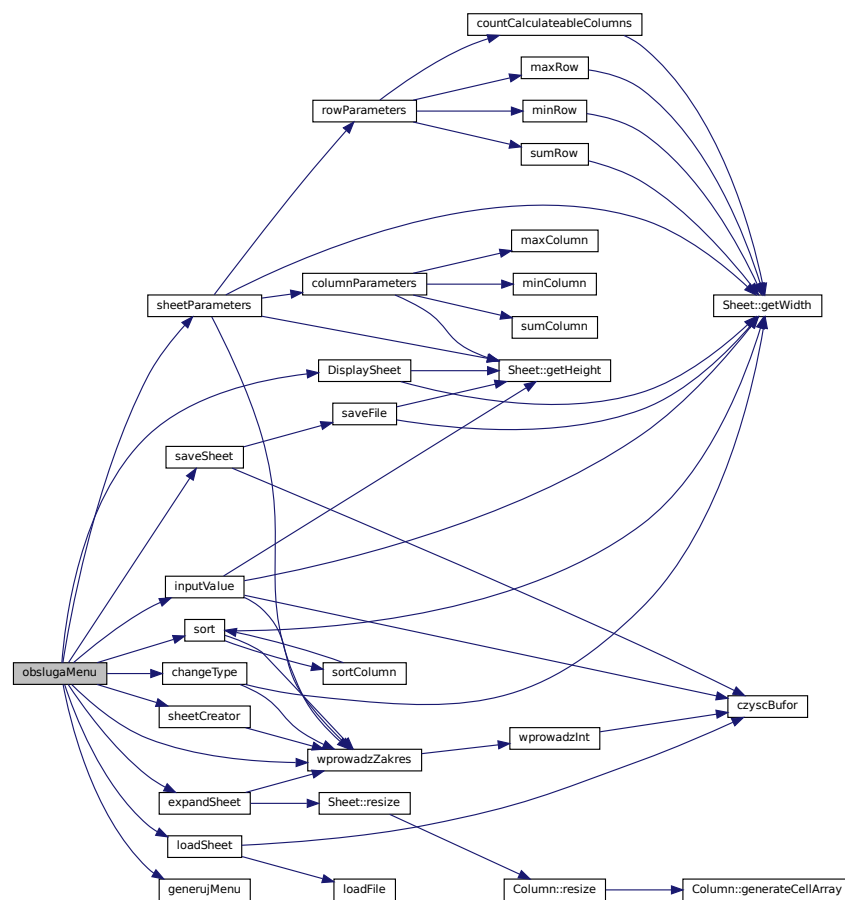 countCalculateableColumns
maxRow
rowParameters
minRow
sumRow
maxColumn
columnParameters
minColumn
sheetParameters
Sheet::getWidth
sumColumn
DisplaySheet
Sheet::getHeight
saveFile
saveSheet
inputValue
sort
obslugaMenu
changeType
sortColumn
sheetCreator
czyscBufor
wprowadzInt
wprowadzZakres
expandSheet
Sheet::resize
loadSheet
generujMenu
loadFile
Column::resize
Column::generateCellArray